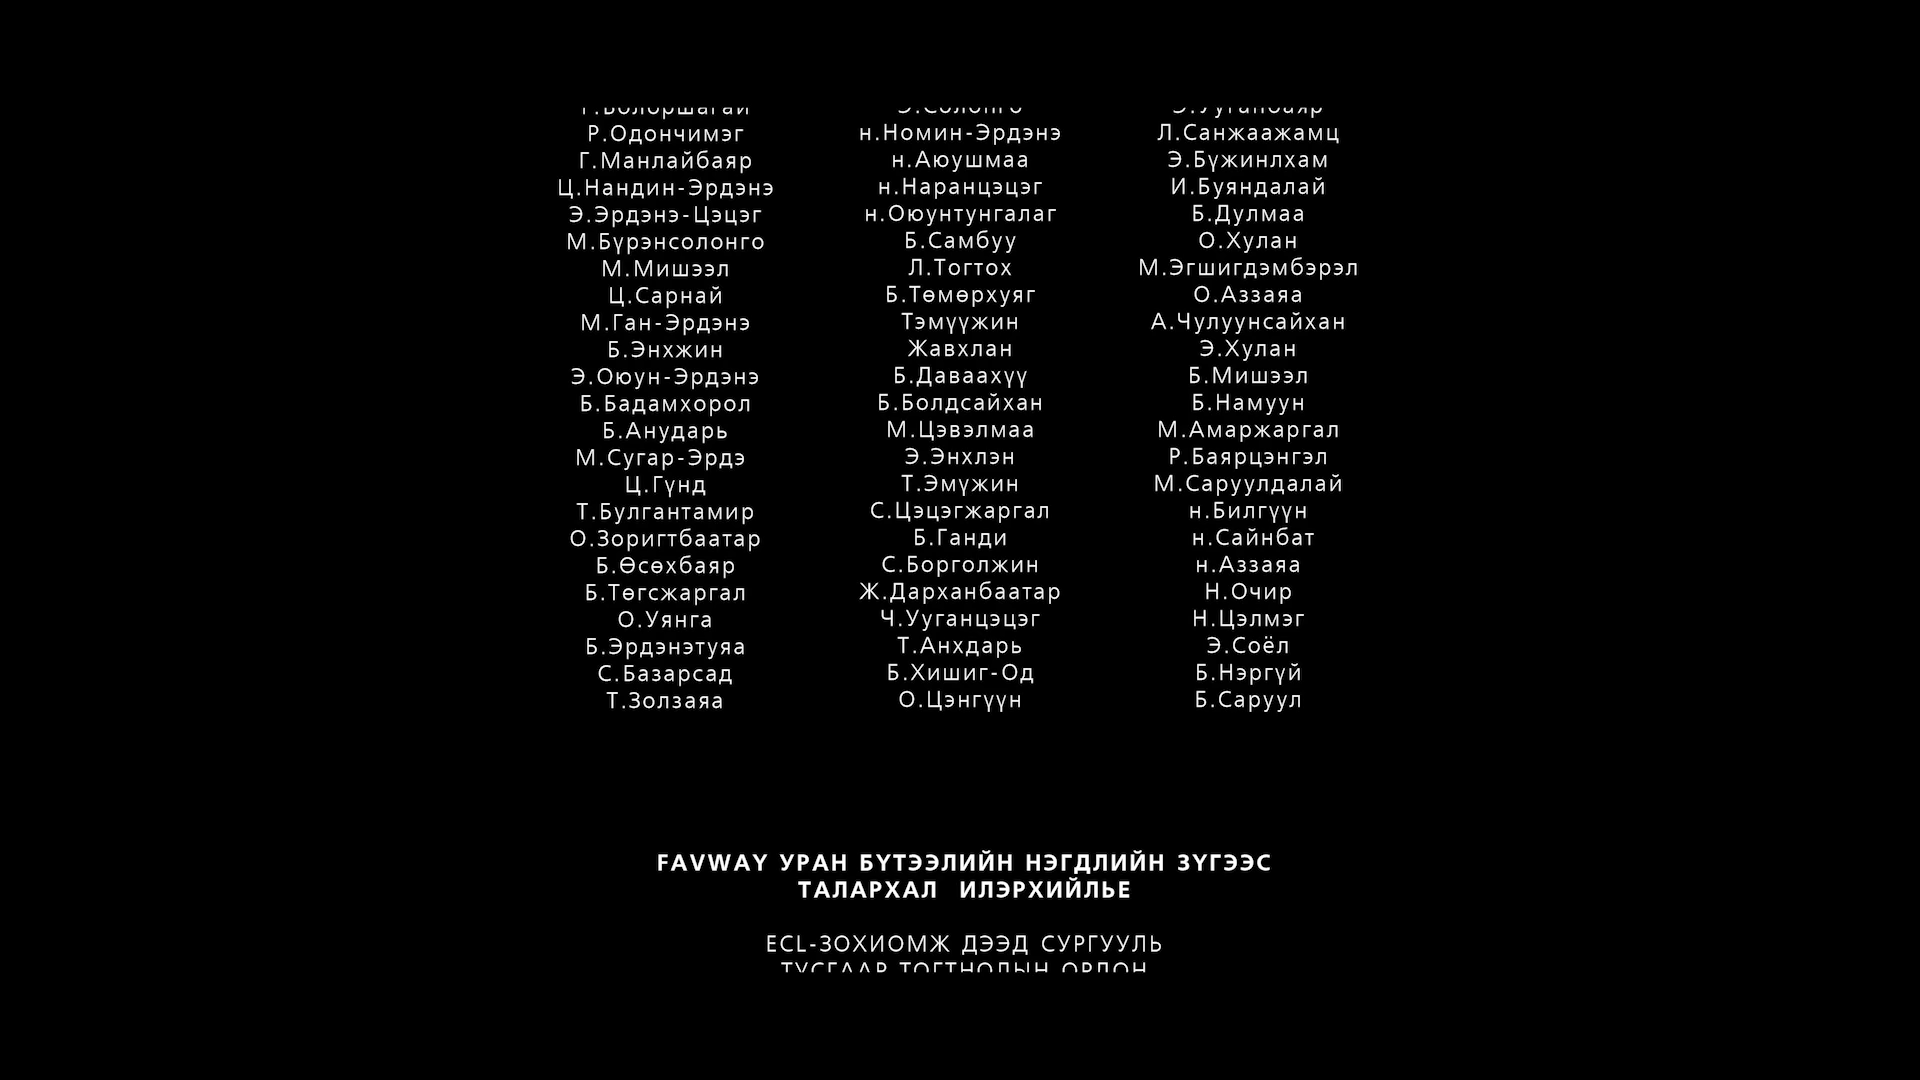 Р.Одончимэг н.Номин-Эрдэнэ Л.Санжаажамц
Г.Манлайбаяр н.Аюушмаа Э.Бүжинлхам
Ц.Нандин-Эрдэнэ н.Наранцэцэг И.Буяндалай
Э.Эрдэнэ-Цэцэг н.Оюунтунгалаг Б.Дулмаа
М.Бүрэнсолонго Б.Самбуу О.Хулан
М.Мишээл Л.Тогтох М.Эгшигдэмбэрэл
Ц.Сарнай Б.Төмөрхуяг О.Аззаяа
М.Ган-Эрдэнэ Тэмүүжин А.Чулуунсайхан
Б.Энхжин Жавхлан Э.Хулан
Э.Оюун-Эрдэнэ Б.Даваахүү Б.Мишээл
Б.Бадамхорол Б.Болдсайхан Б.Намуун
Б.Анударь М.Цэвэлмаа М.Амаржаргал
М.Сугар-Эрдэ Э.Энхлэн Р.Баярцэнгэл
Ц.Гүнд Т.Эмүжин М.Саруулдалай
Т.Булгантамир С.Цэцэгжаргал н.Билгүүн
О.Зоригтбаатар Б.Ганди н.Сайнбат
Б.Өсөхбаяр С.Борголжин н.Аззаяа
Б.Төгсжаргал Ж.Дарханбаатар Н.Очир
О.Уянга Ч.Ууганцэцэг Н.Цэлмэг
Б.Эрдэнэтуяа Т.Анхдарь Э.Соёл
С.Базарсад Б.Хишиг-Од Б.Нэргүй
Т.Золзаяа О.Цэнгүүн Б.Саруул
FAVWAY УРАН БҮТЭЭЛИЙН НЭГДЛИЙН ЗҮГЭЭС
ТАЛАРХАЛ ИЛЭРХИЙЛЬЕ
ECL-ЗОХИОМЖ ДЭЭД СУРГУУЛЬ